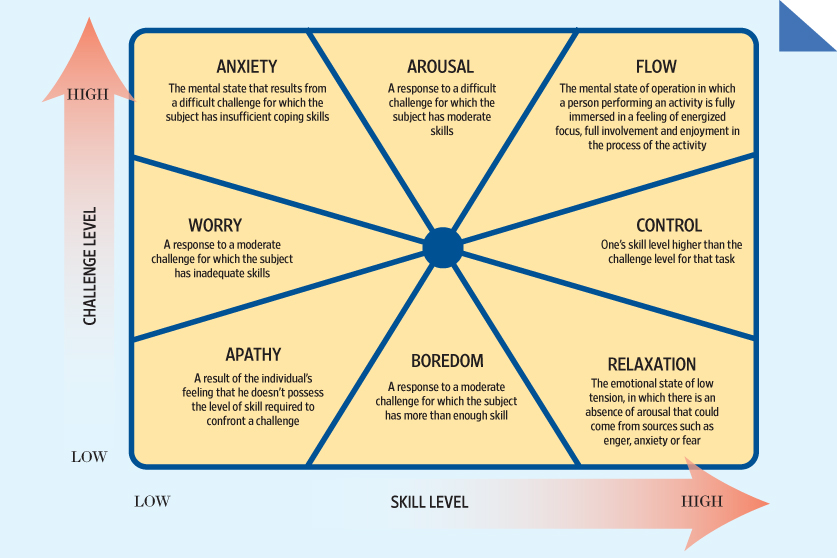 HIGH
CHALLENGE LEVEL
LOW
ANXIETY
The mental state that results from
a difficult challenge for which the
subject has insufficient coping skills
AROUSAL
A response to a difficult
challenge for which the
subject has moderate
skills
FLOW
The mental state of operation in which
a person performing an activity is fully
immersed in a feeling of energized
focus, full involvement and enjoyment in
the process of the activity
WORRY
A response to a moderate
challenge for which the subject
has inadequate skills
CONTROL
One's skill level higher than the
challenge level for that task
APATHY
A result of the individual's
feeling that he doesn't possess
the level of skill required to
confront a challenge
BOREDOM
A response to a moderate
challenge for which the subject
has more than enough skill
RELAXATION
The emotional state of low
tension, in which there is an
absence of arousal that could
come from sources such as
enger, anxiety or fear
LOW
SKILL LEVEL
HIGH